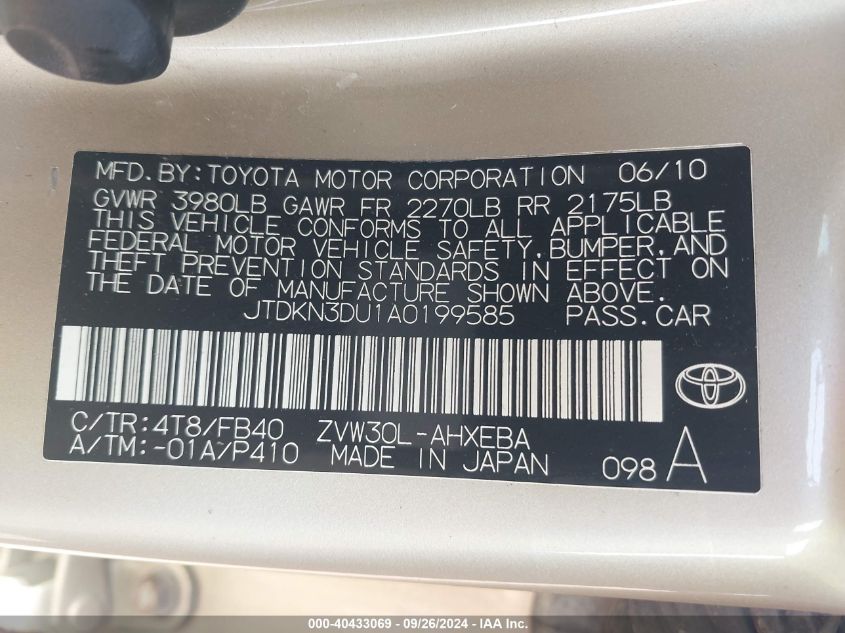 MFD.BY:TOYOTA MOTOR CORPORATION 06/10
GVWR 3980LB GAWR FR 2270LB RR 2175LB
THIS VEHICLE CONFORMS TO ALL APPLICABLE
FEDERAL MOTOR VEHICLE SAFETY,BUMPER,AND
THEFT PREVENTION STANDARDS IN EFFECT ON
THE DATE OF MANUFACTURE SHOWN ABOVE.
JTDKN3DU1A0199585 PASS.CAR
C/TR:4T8/FB40 ZVW30L-AHXEBA
A/TM:-01A/P410 MADE IN JAPAN 098 A
000-40433069 - 09/26/2024 - IAA Inc.